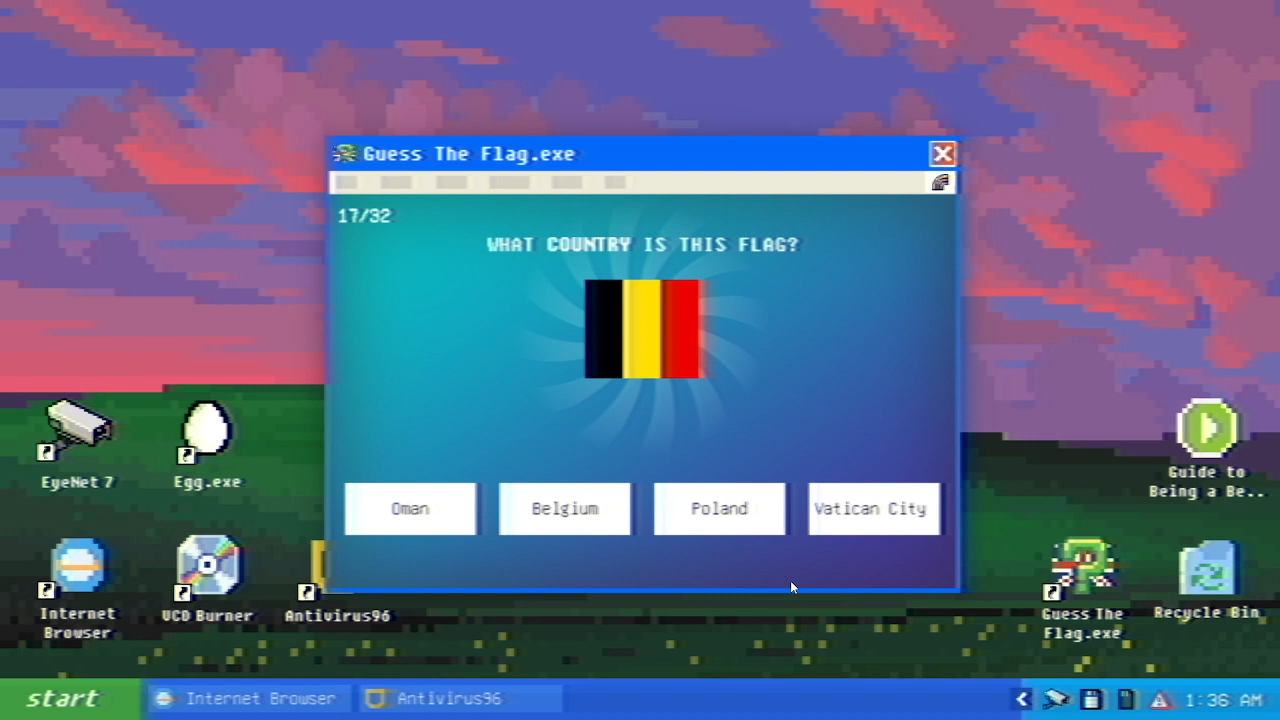 Guess The Flag.exe
17/32
WHAT COUNTRY IS THIS FLAG?
Oman
Belgium
Poland
Vatican City
EyeNet 7
Egg.exe
Internet
Browser
VCD Burner
Antivirus96
Guide to
Being a Be..
Guess The
Flag.exe
Recycle Bin
start
Internet Browser
Antivirus96
1:36 AM